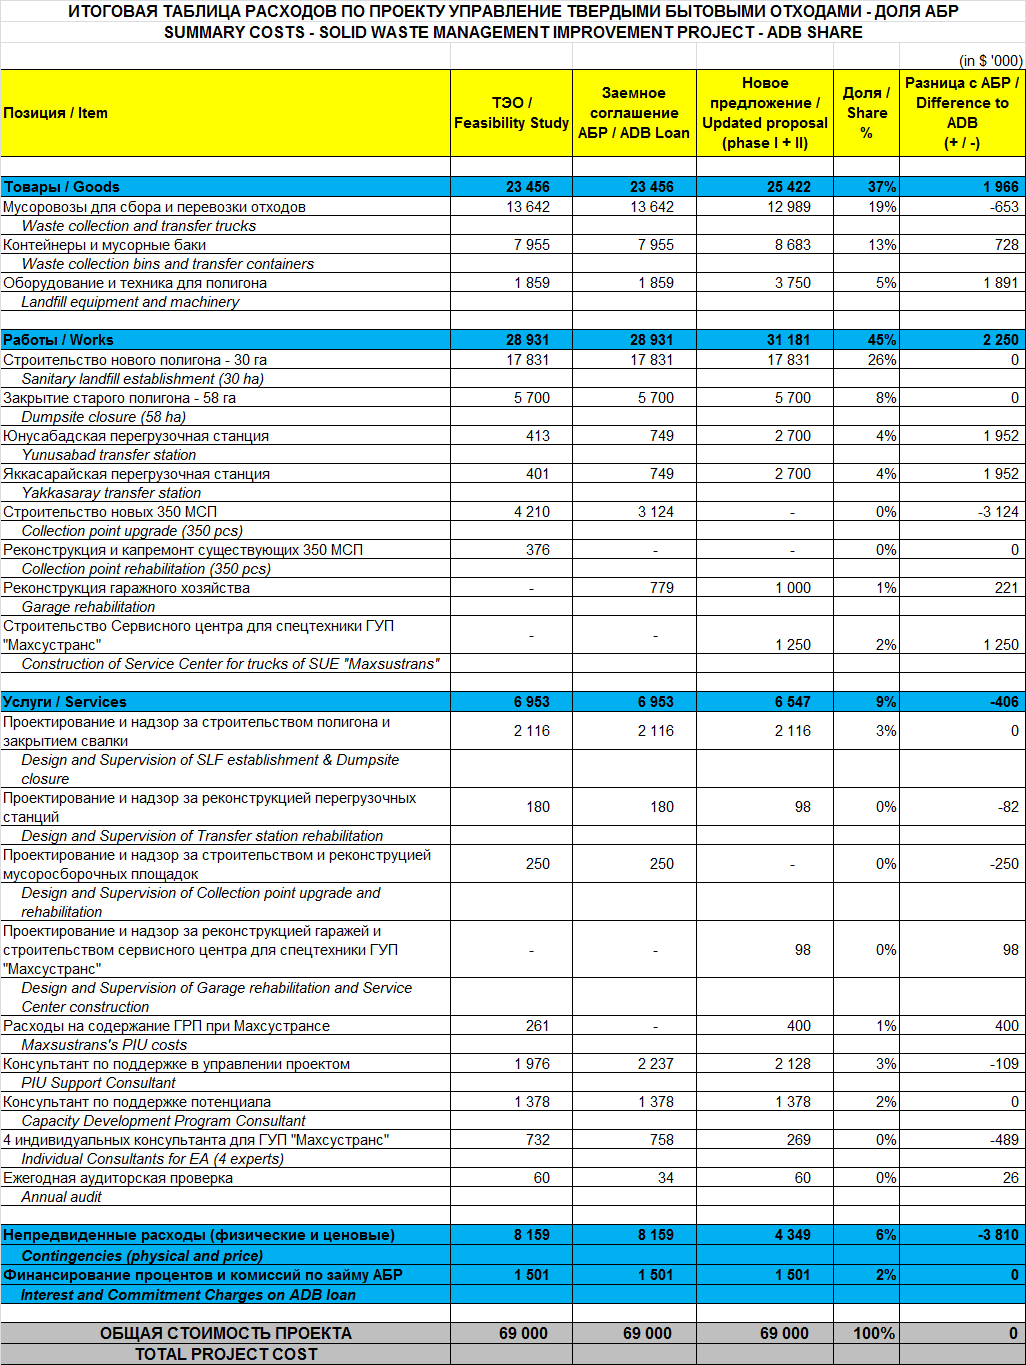 ИТОГОВАЯ ТАБЛИЦА РАСХОДОВ ПО ПРОЕКТУ УПРАВЛЕНИЕ ТВЕРДЫМИ БЫТОВЫМИ ОТХОДАМИ - ДОЛЯ АБР
SUMMARY COSTS - SOLID WASTE MANAGEMENT IMPROVEMENT PROJECT - ADB SHARE
(in $ '000)
Позиция / Item
ТЭО /
Feasibility Study
Заемное
соглашение
АБР / ADB Loan
Новое
предложение /
Updated proposal
(phase I + II)
Доля /
Share
%
Разница с АБР /
Difference to
ADB
(+ / -)
Товары / Goods 23 456 23 456 25 422 37% 1 966
Мусоровозы для сбора и перевозки отходов 13 642 13 642 12 989 19% -653
Waste collection and transfer trucks
Контейнеры и мусорные баки 7 955 7 955 8 683 13% 728
Waste collection bins and transfer containers
Оборудование и техника для полигона 1 859 1 859 3 750 5% 1 891
Landfill equipment and machinery
Работы / Works 28 931 28 931 31 181 45% 2 250
Строительство нового полигона - 30 га 17 831 17 831 17 831 26% 0
Sanitary landfill establishment (30 ha)
Закрытие старого полигона - 58 га 5 700 5 700 5 700 8% 0
Dumpsite closure (58 ha)
Юнусабадская перегрузочная станция 413 749 2 700 4% 1 952
Yunusabad transfer station
Яккасарайская перегрузочная станция 401 749 2 700 4% 1 952
Yakkasaray transfer station
Строительство новых 350 МСП 4 210 3 124 - 0% -3 124
Collection point upgrade (350 pcs)
Реконструкция и капремонт существующих 350 МСП 376 - - 0% 0
Collection point rehabilitation (350 pcs)
Реконструкция гаражного хозяйства - 779 1 000 1% 221
Garage rehabilitation
Строительство Сервисного центра для спецтехники ГУП
"Махсустранс" - - 1 250 2% 1 250
Construction of Service Center for trucks of SUE "Maxsustrans"
Услуги / Services 6 953 6 953 6 547 9% -406
Проектирование и надзор за строительством полигона и
закрытием свалки 2 116 2 116 2 116 3% 0
Design and Supervision of SLF establishment & Dumpsite
closure
Проектирование и надзор за реконструкцией перегрузочных
станций 180 180 98 0% -82
Design and Supervision of Transfer station rehabilitation
Проектирование и надзор за строительством и реконструцией
мусоросборочных площадок 250 250 - 0% -250
Design and Supervision of Collection point upgrade and
rehabilitation
Проектирование и надзор за реконструкцией гаражей и
строительством сервисного центра для спецтехники ГУП
"Махсустранс" - - 98 0% 98
Design and Supervision of Garage rehabilitation and Service
Center construction
Расходы на содержание ГРП при Махсустрансе 261 - 400 1% 400
Maxsustrans's PIU costs
Консультант по поддержке в управлении проектом 1 976 2 237 2 128 3% -109
PIU Support Consultant
Консультант по поддержке потенциала 1 378 1 378 1 378 2% 0
Capacity Development Program Consultant
4 индивидуальных консультанта для ГУП "Махсустранс" 732 758 269 0% -489
Individual Consultants for EA (4 experts)
Ежегодная аудиторская проверка 60 34 60 0% 26
Annual audit
Непредвиденные расходы (физические и ценовые) 8 159 8 159 4 349 6% -3 810
Contingencies (physical and price)
Финансирование процентов и комиссий по займу АБР 1 501 1 501 1 501 2% 0
Interest and Commitment Charges on ADB loan
ОБЩАЯ СТОИМОСТЬ ПРОЕКТА 69 000 69 000 69 000 100% 0
TOTAL PROJECT COST